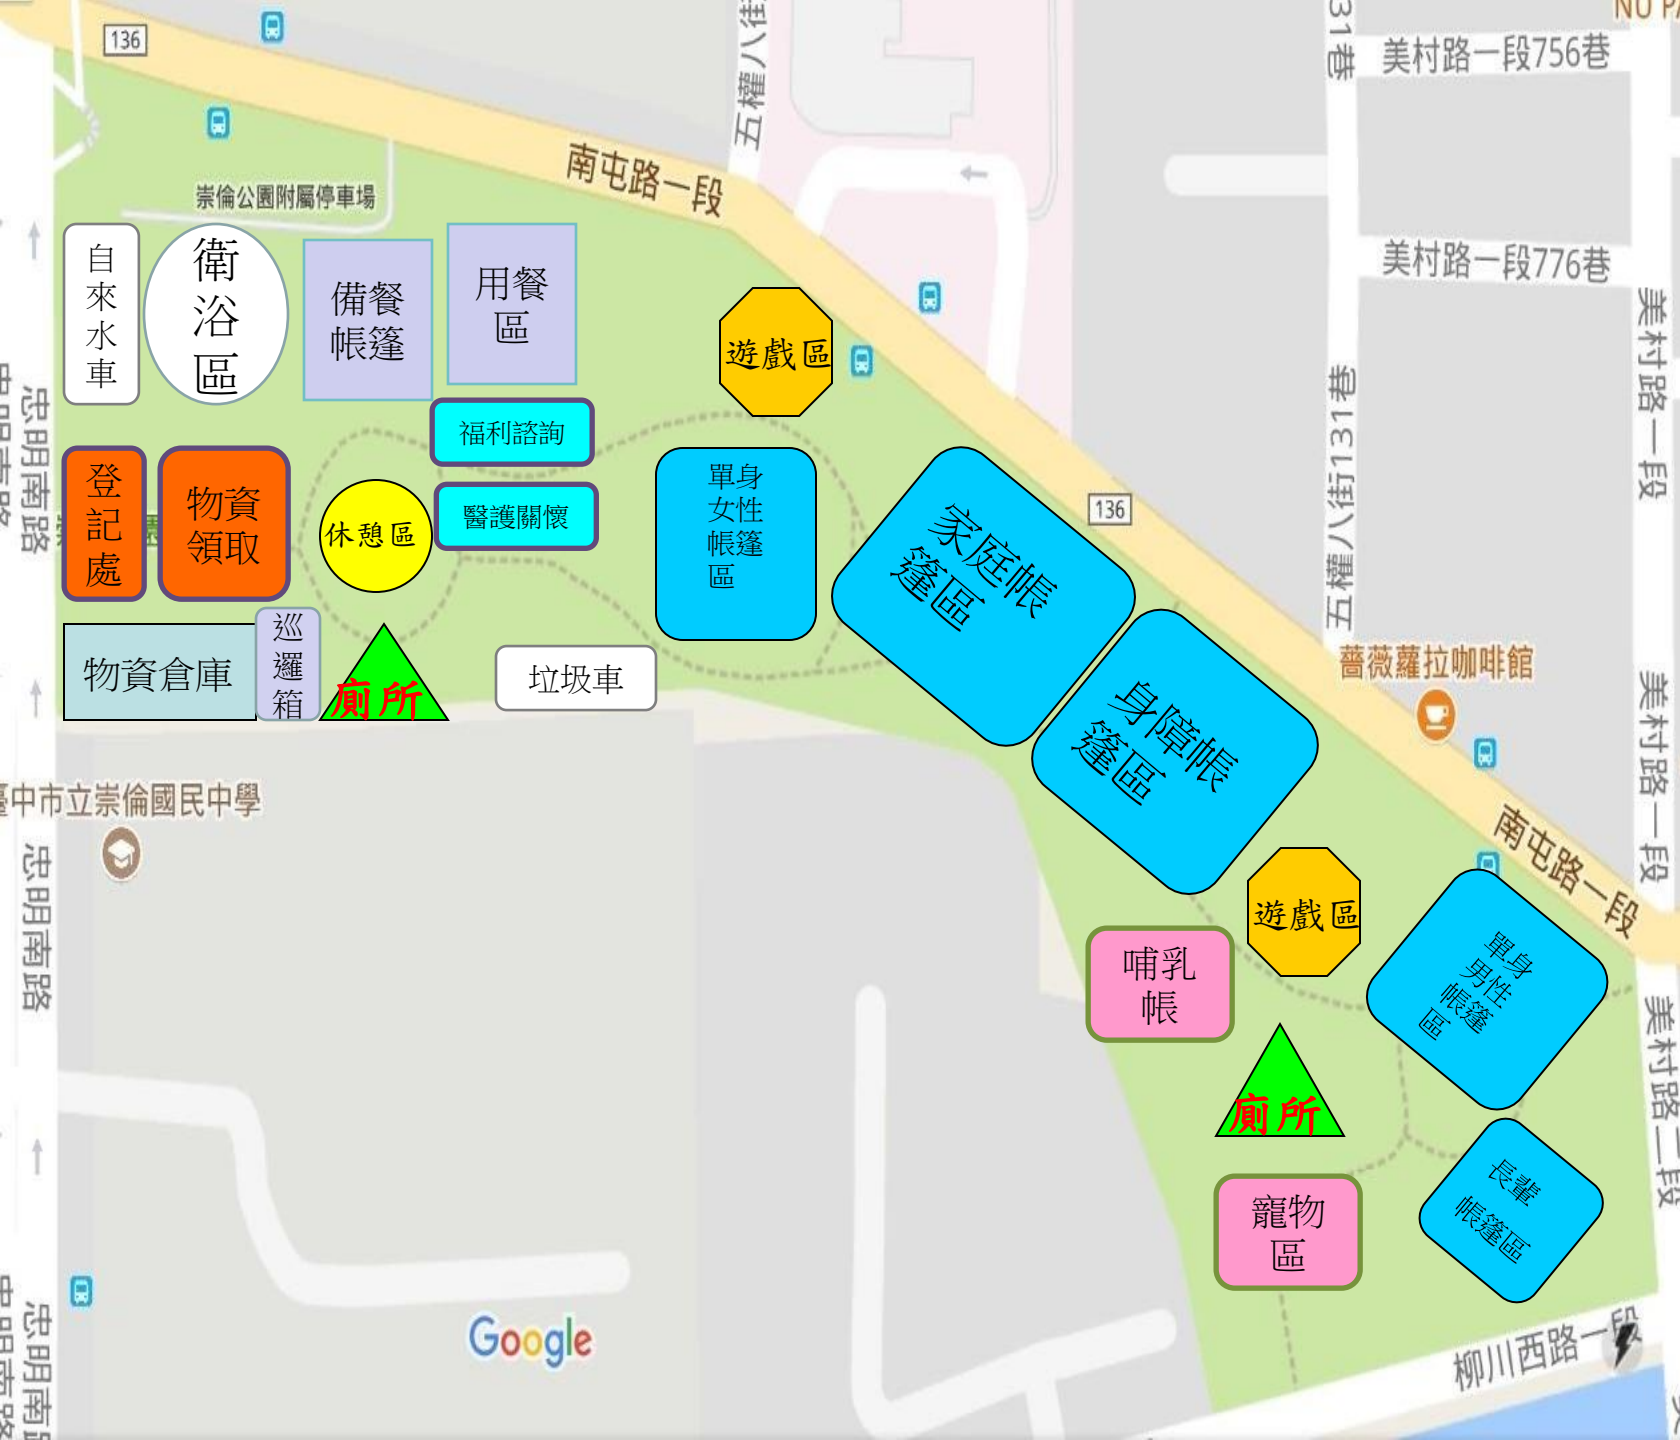 NO PA
136
五權八街
31巷
美村路一段756巷
南屯路一段
崇倫公園附屬停車場
美村路一段776巷
自
來
水
車
衛
浴
區
備餐
帳篷
用餐
區
遊戲區
美村路一段
忠明南路
忠明南路
五權八街131巷
福利諮詢
登
記
處
物資
領取
休憩區
醫護關懷
單身
女性
帳篷
區
家庭帳
篷區
136
物資倉庫
巡
邏
箱
廁所
垃圾車
身障帳
篷區
薔薇蘿拉咖啡館
美村路一段
臺中市立崇倫國民中學
忠明南路
南屯路一段
遊戲區
哺乳
帳
單身
男性
帳篷
區
美村路二段
廁所
長輩
帳篷區
寵物
區
忠明南路
忠明南路
Google
柳川西路一段